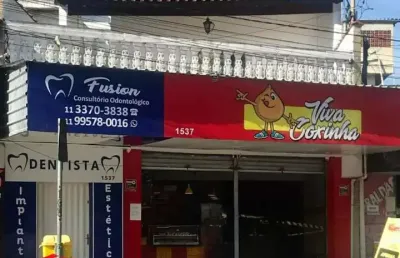 Fusion
Consultório Odontológico
11 3370-3838
11 99578-0016
1537
Viva
Coxinha
DENTISTA
1537
Implant
Estétic